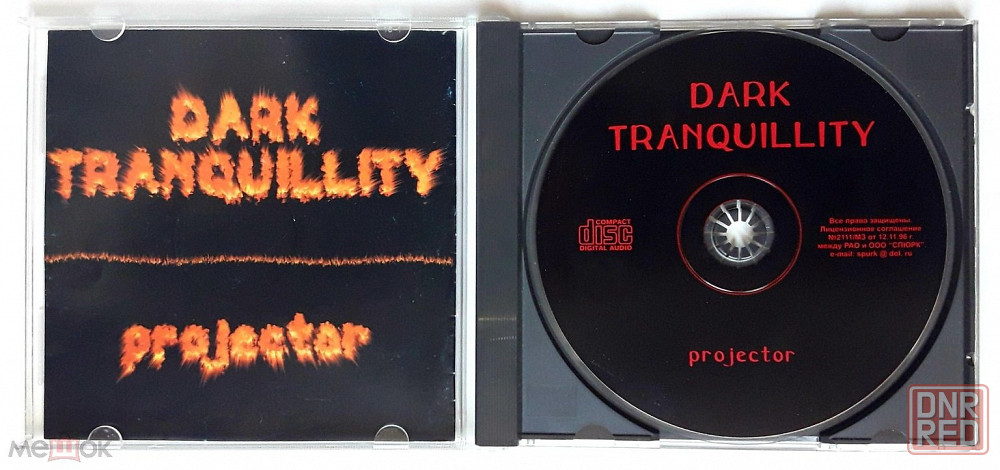 DARK
TRANQUILLITY
projector
DARK
TRANQUILLITY
COMPACT
disc
DIGITAL AUDIO
Все права защищены.
Лицензионное соглашение
№2111/МЗ от 12.11.96 г.
между РАО и ООО "СПЮРК".
e-mail: spurk @ dol. ru
projector
мешок
DNR
RED